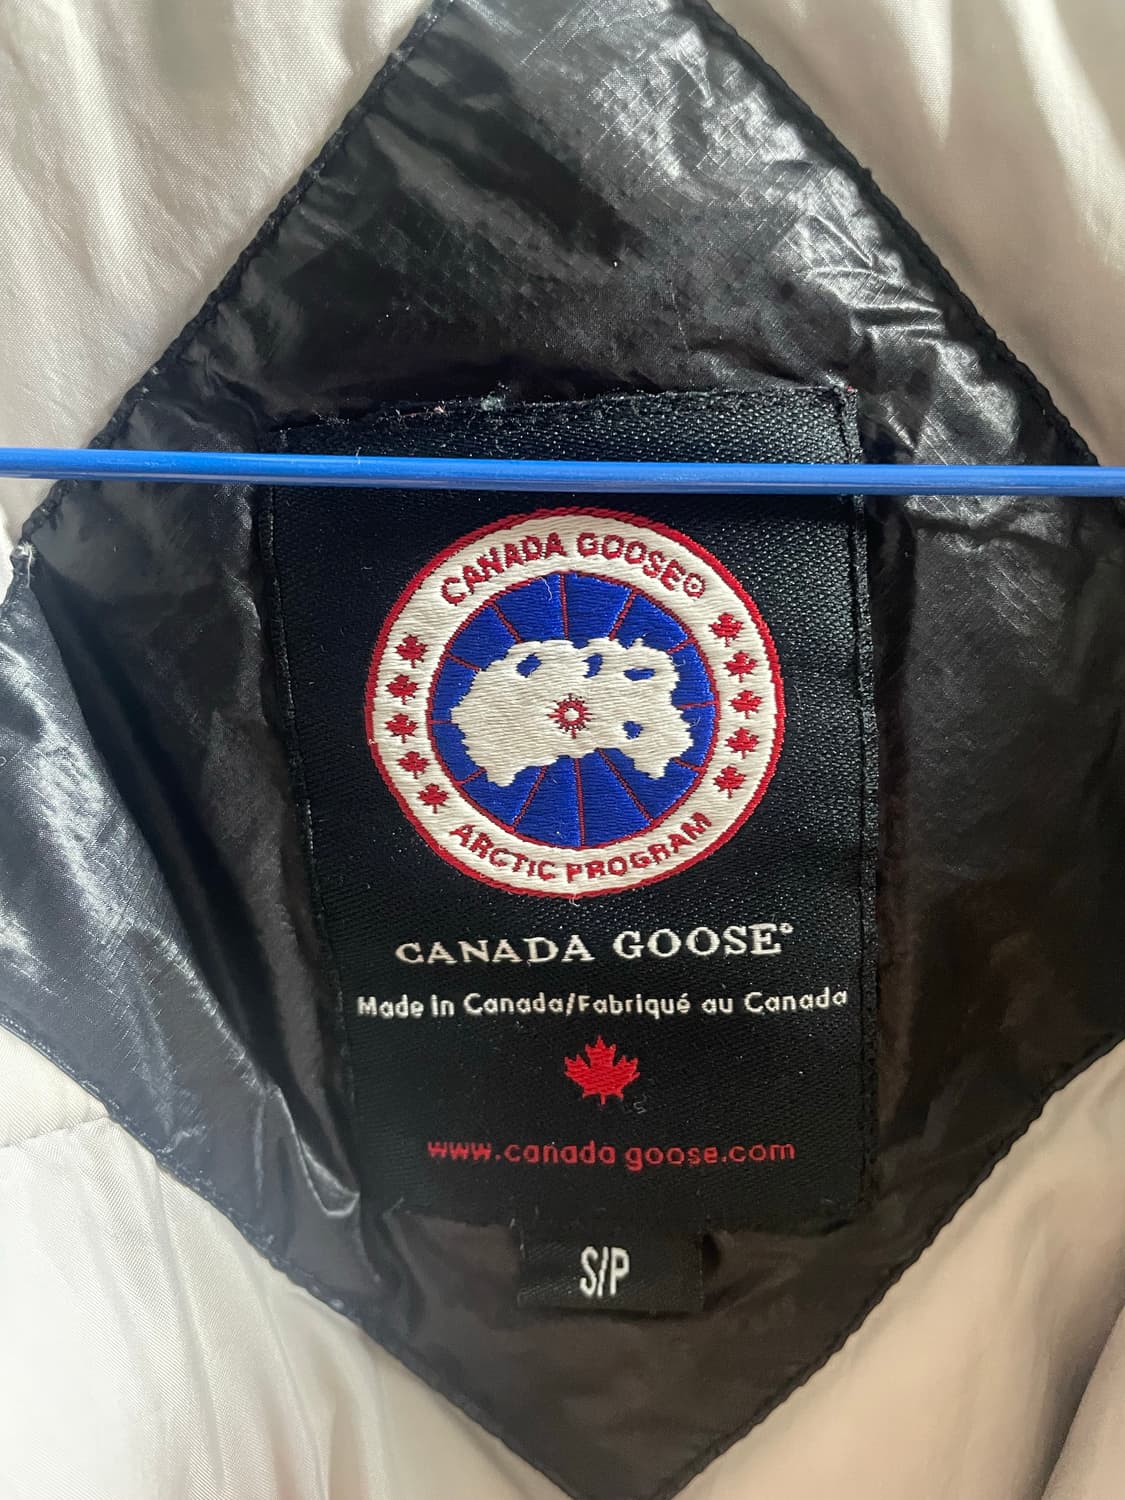 CANADA GOOSE®
ARCTIC PROGRAM
CANADA GOOSE®
Made in Canada/Fabriqué au Canada
www.canada goose.com
S/P